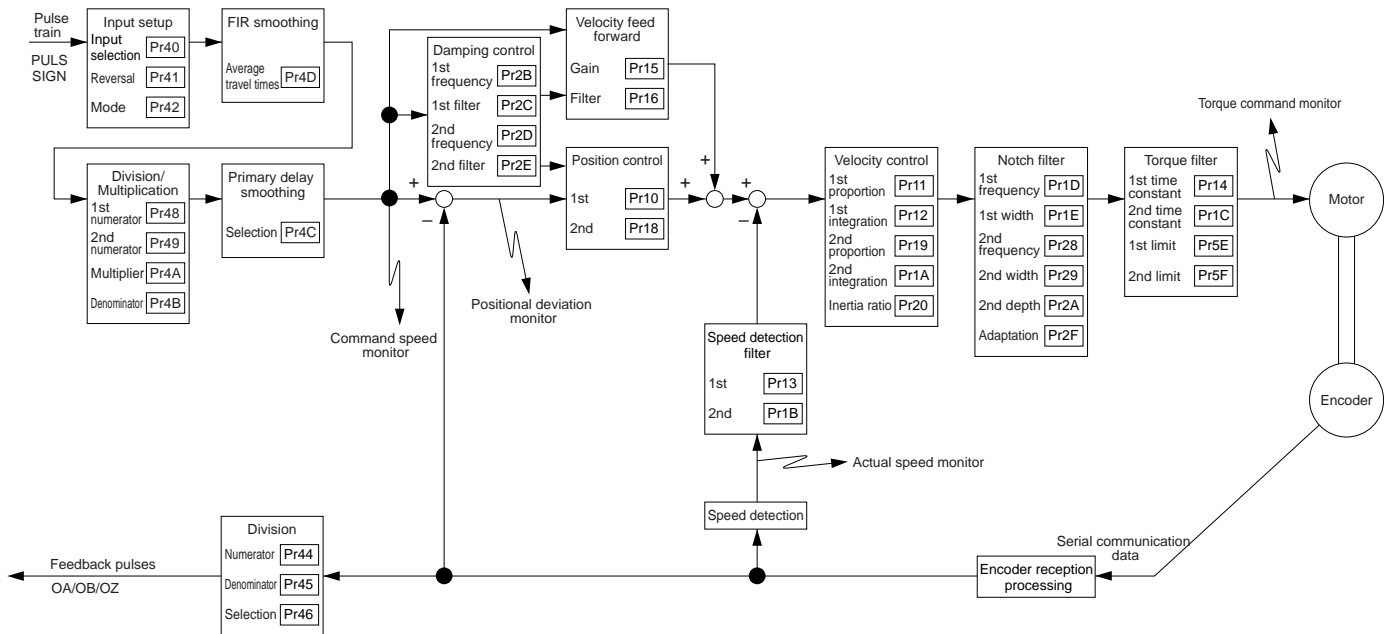 Pulse
train
PULS
SIGN
Input setup
Input
selection Pr40
Reversal Pr41
Mode Pr42
FIR smoothing
Average
travel times Pr4D
Division/
Multiplication
1st
numerator Pr48
2nd
numerator Pr49
Multiplier Pr4A
Denominator Pr4B
Primary delay
smoothing
Selection Pr4C
Damping control
1st
frequency Pr2B
1st filter Pr2C
2nd
frequency Pr2D
2nd filter Pr2E
Velocity feed
forward
Gain Pr15
Filter Pr16
Position control
1st Pr10
2nd Pr18
+
−
+
+
+
−
Command speed
monitor
Positional deviation
monitor
Velocity control
1st
proportion Pr11
1st
integration Pr12
2nd
proportion Pr19
2nd
integration Pr1A
Inertia ratio Pr20
Notch filter
1st
frequency Pr1D
1st width Pr1E
2nd
frequency Pr28
2nd width Pr29
2nd depth Pr2A
Adaptation Pr2F
Torque filter
1st time
constant Pr14
2nd time
constant Pr1C
1st limit Pr5E
2nd limit Pr5F
Torque command monitor
Motor
Encoder
Speed detection
filter
1st Pr13
2nd Pr1B
Actual speed monitor
Speed detection
Serial communication
data
Encoder reception
processing
Division
Numerator Pr44
Denominator Pr45
Selection Pr46
Feedback pulses
OA/OB/OZ